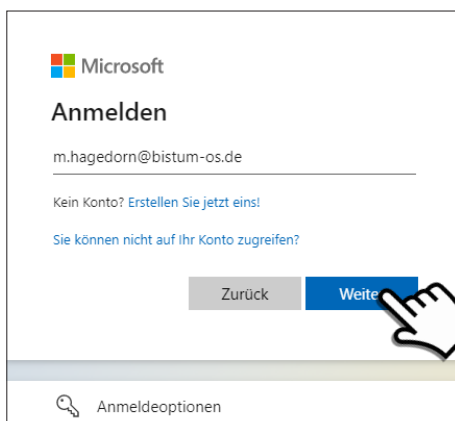 Microsoft
Anmelden
m.hagedorn@bistum-os.de
Kein Konto? Erstellen Sie jetzt eins!
Sie können nicht auf Ihr Konto zugreifen?
Zurück Weite
Anmeldeoptionen